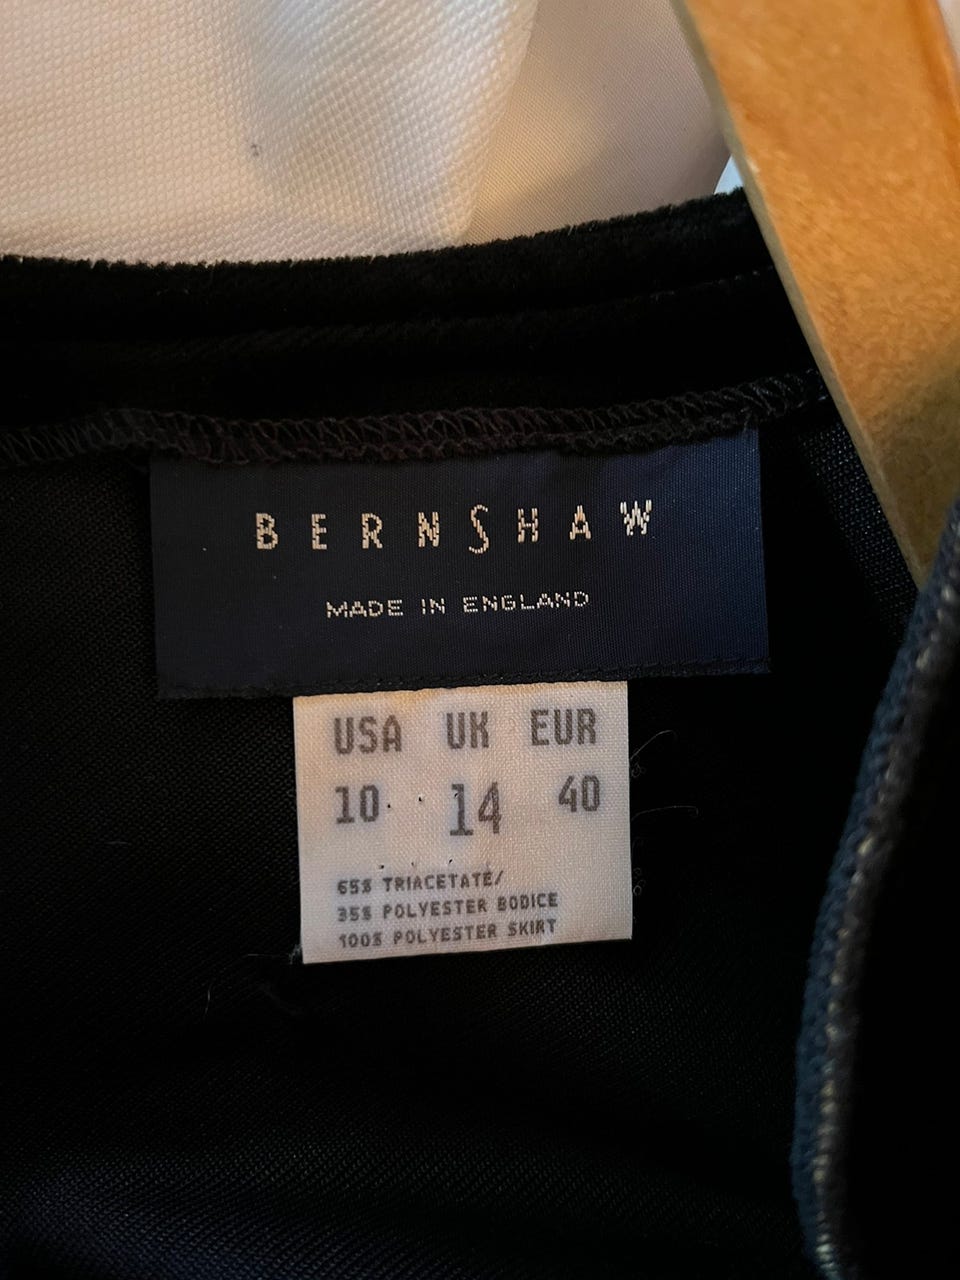 BERNSHAW
MADE IN ENGLAND
USA UK EUR
10 14 40
65% TRIACETATE/
35% POLYESTER BODICE
100% POLYESTER SKIRT